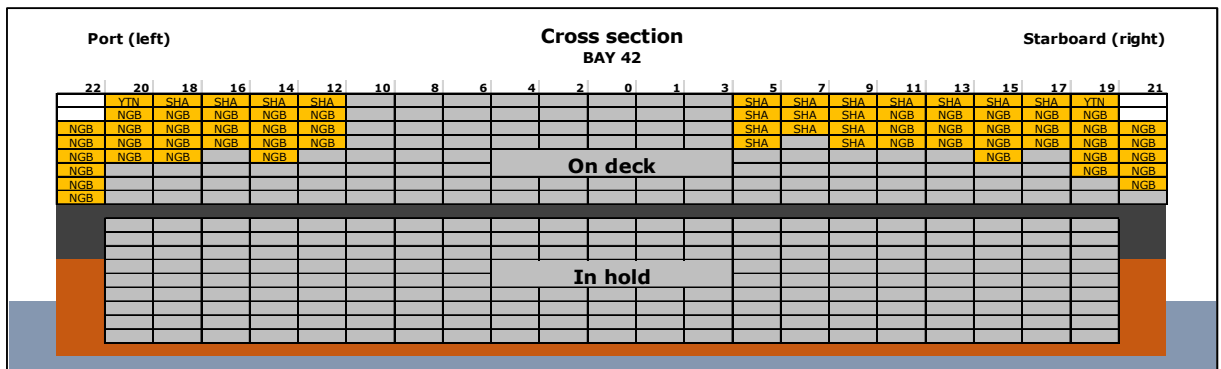 Port (left) Cross section Starboard (right)
BAY 42
22 20 18 16 14 12 10 8 6 4 2 0 1 3 5 7 9 11 13 15 17 19 21
YTN SHA SHA SHA SHA SHA SHA SHA SHA SHA SHA SHA YTN
NGB NGB NGB NGB NGB SHA SHA SHA NGB NGB NGB NGB NGB
NGB NGB NGB NGB NGB NGB SHA SHA SHA NGB NGB NGB NGB NGB NGB
NGB NGB NGB NGB NGB NGB SHA SHA NGB NGB NGB NGB NGB NGB
NGB NGB NGB NGB On deck NGB NGB NGB
NGB NGB NGB
NGB
In hold